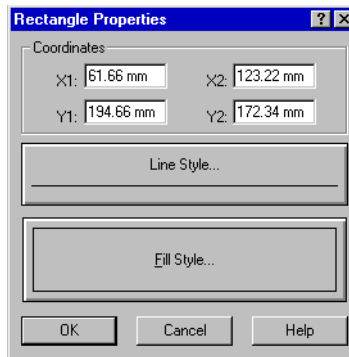 Rectangle Properties ? X
Coordinates
X1: 61.66 mm X2: 123.22 mm
Y1: 194.66 mm Y2: 172.34 mm
Line Style...
Fill Style...
OK Cancel Help